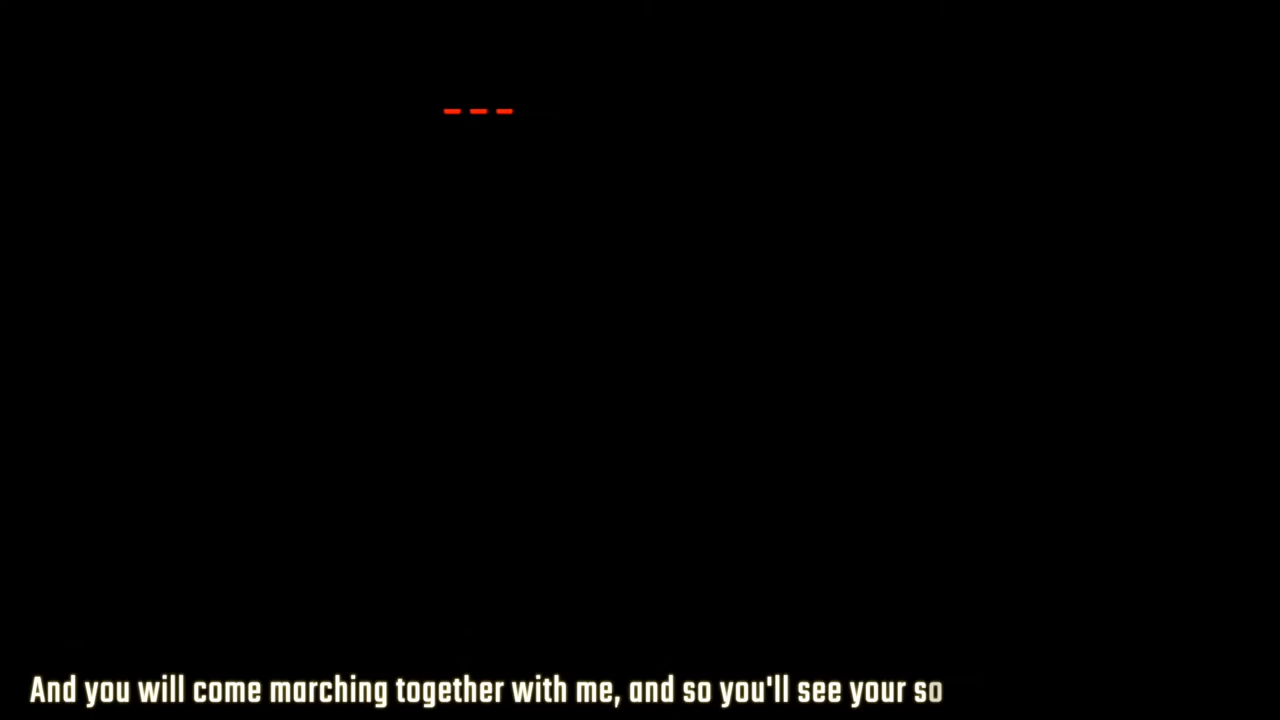 ---
And you will come marching together with me, and so you'll see your so